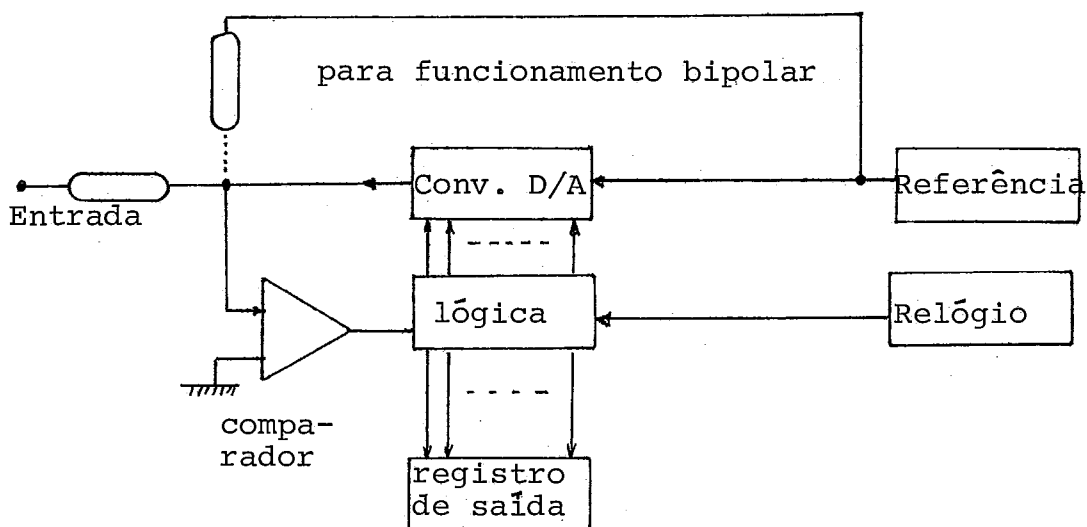 para funcionamento bipolar
Conv. D/A
Referência
Entrada
lógica
Relógio
compa-
rador
registro
de saída